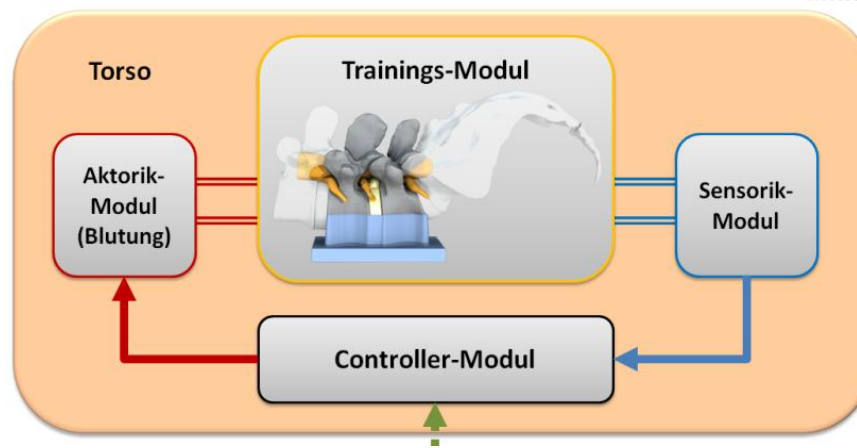 Torso
Trainings-Modul
Aktorik-
Modul
(Blutung)
Sensorik-
Modul
Controller-Modul